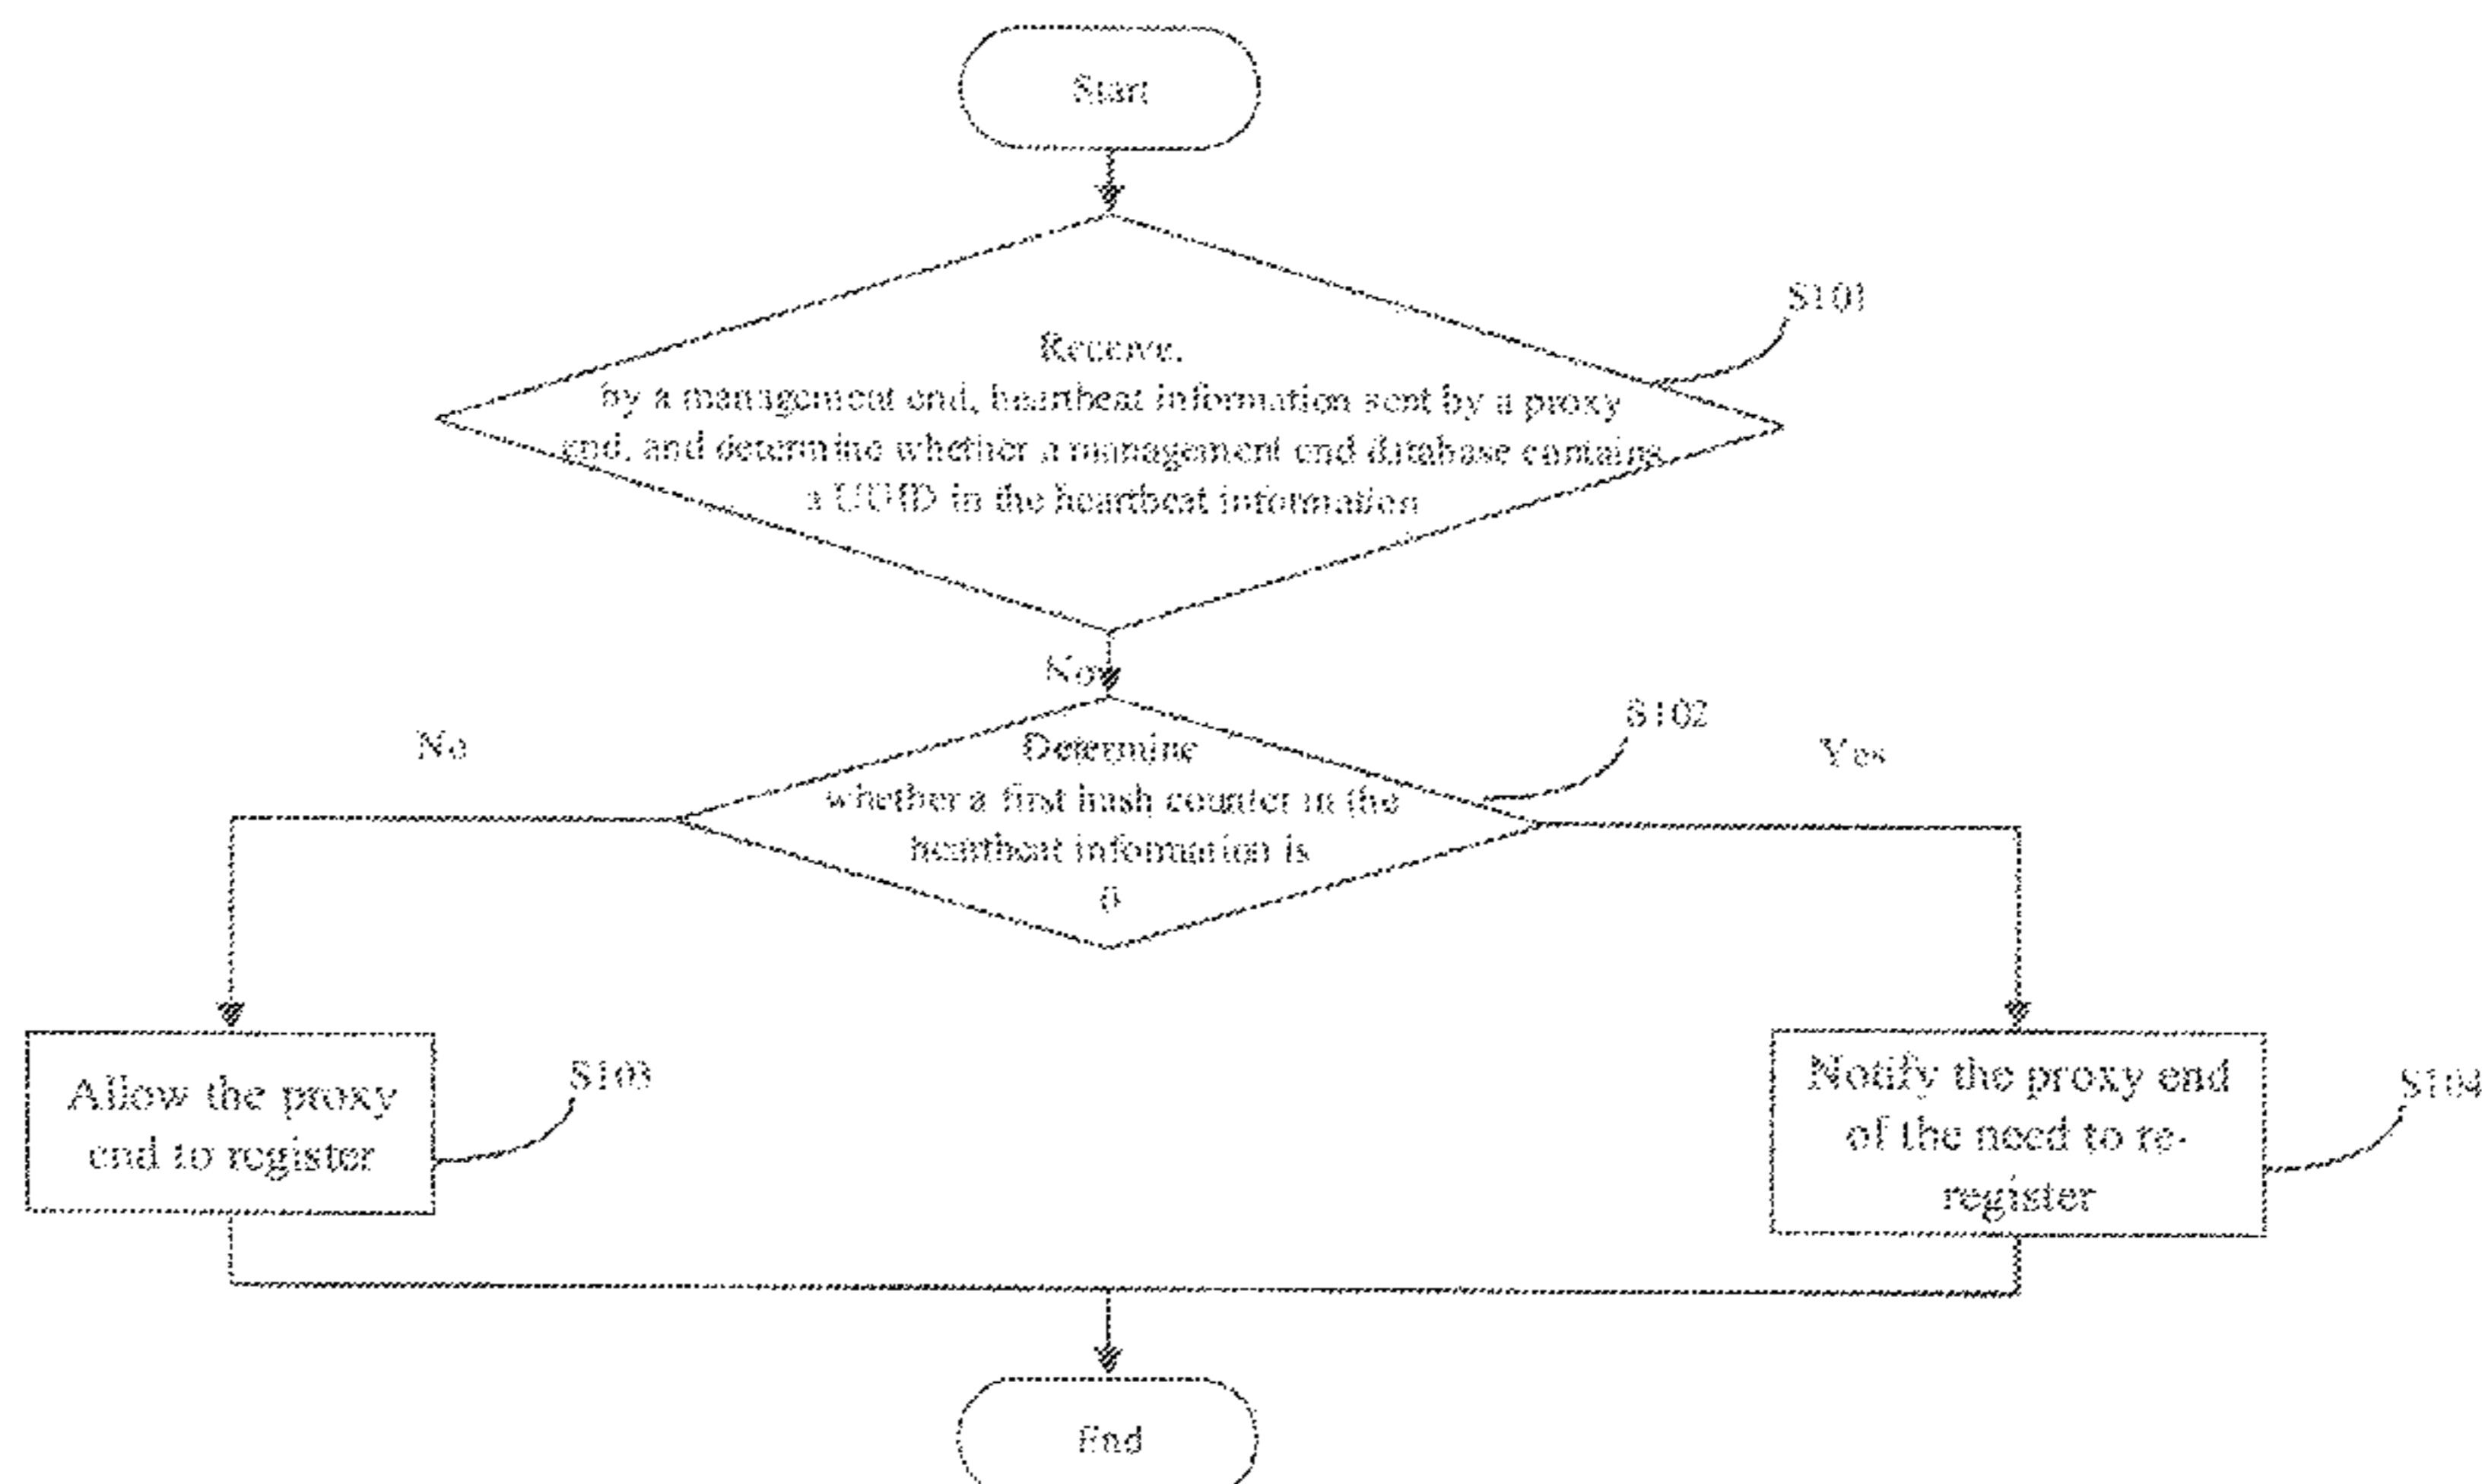 Start
S101
Receive,
by a management end, heartbeat information sent by a proxy
end, and determine whether a management end database contains
a UUID in the heartbeat information
No
S102
No
Yes
Determine
whether a first hash counter in the
heartbeat information is
0
Allow the proxy
end to register
S103
Notify the proxy end
of the need to re-
register
S104
End